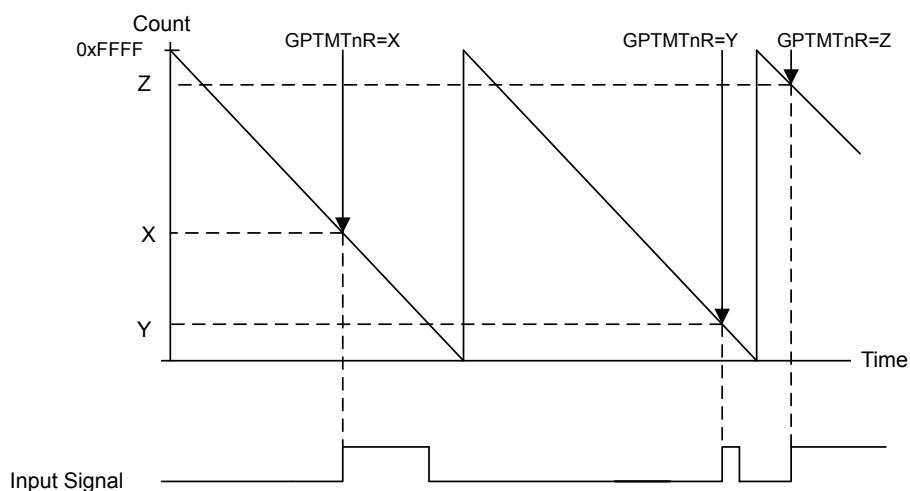 Count
0xFFFF
GPTMTnR=X
GPTMTnR=Y
GPTMTnR=Z
Z
X
Y
Time
Input Signal